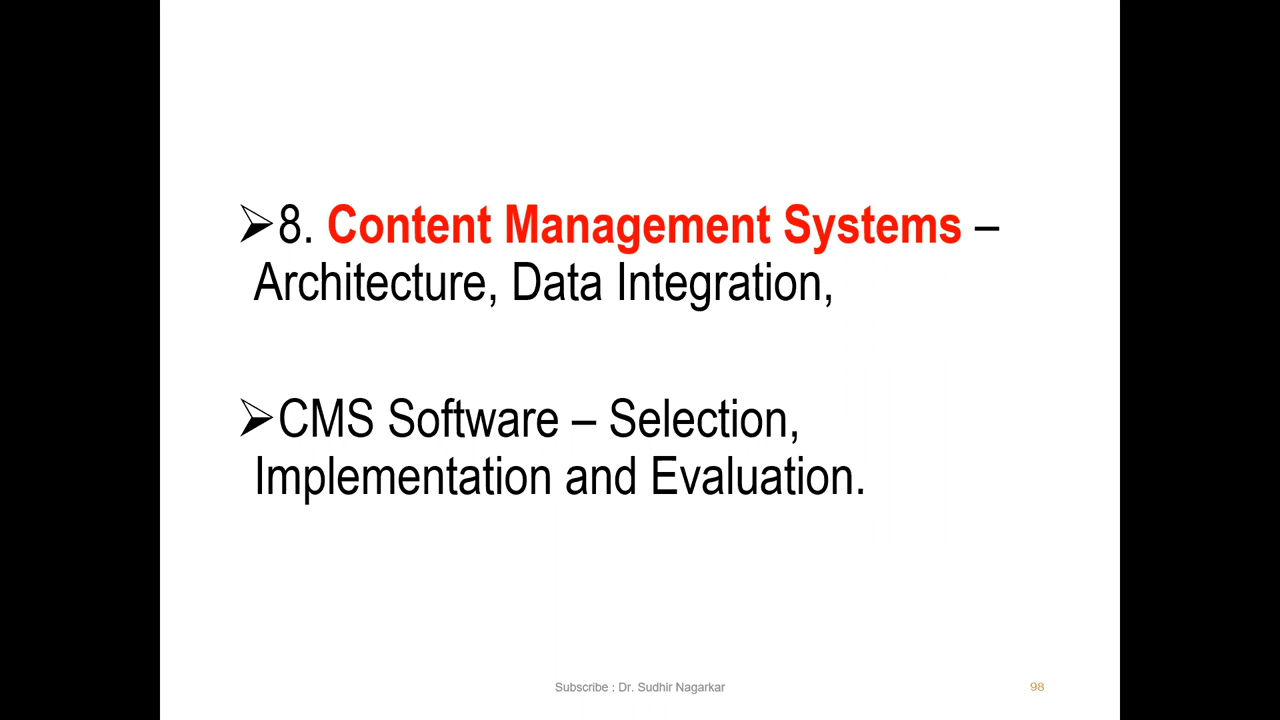 ➢8. Content Management Systems –
Architecture, Data Integration,
➢CMS Software – Selection,
Implementation and Evaluation.
Subscribe : Dr. Sudhir Nagarkar
98